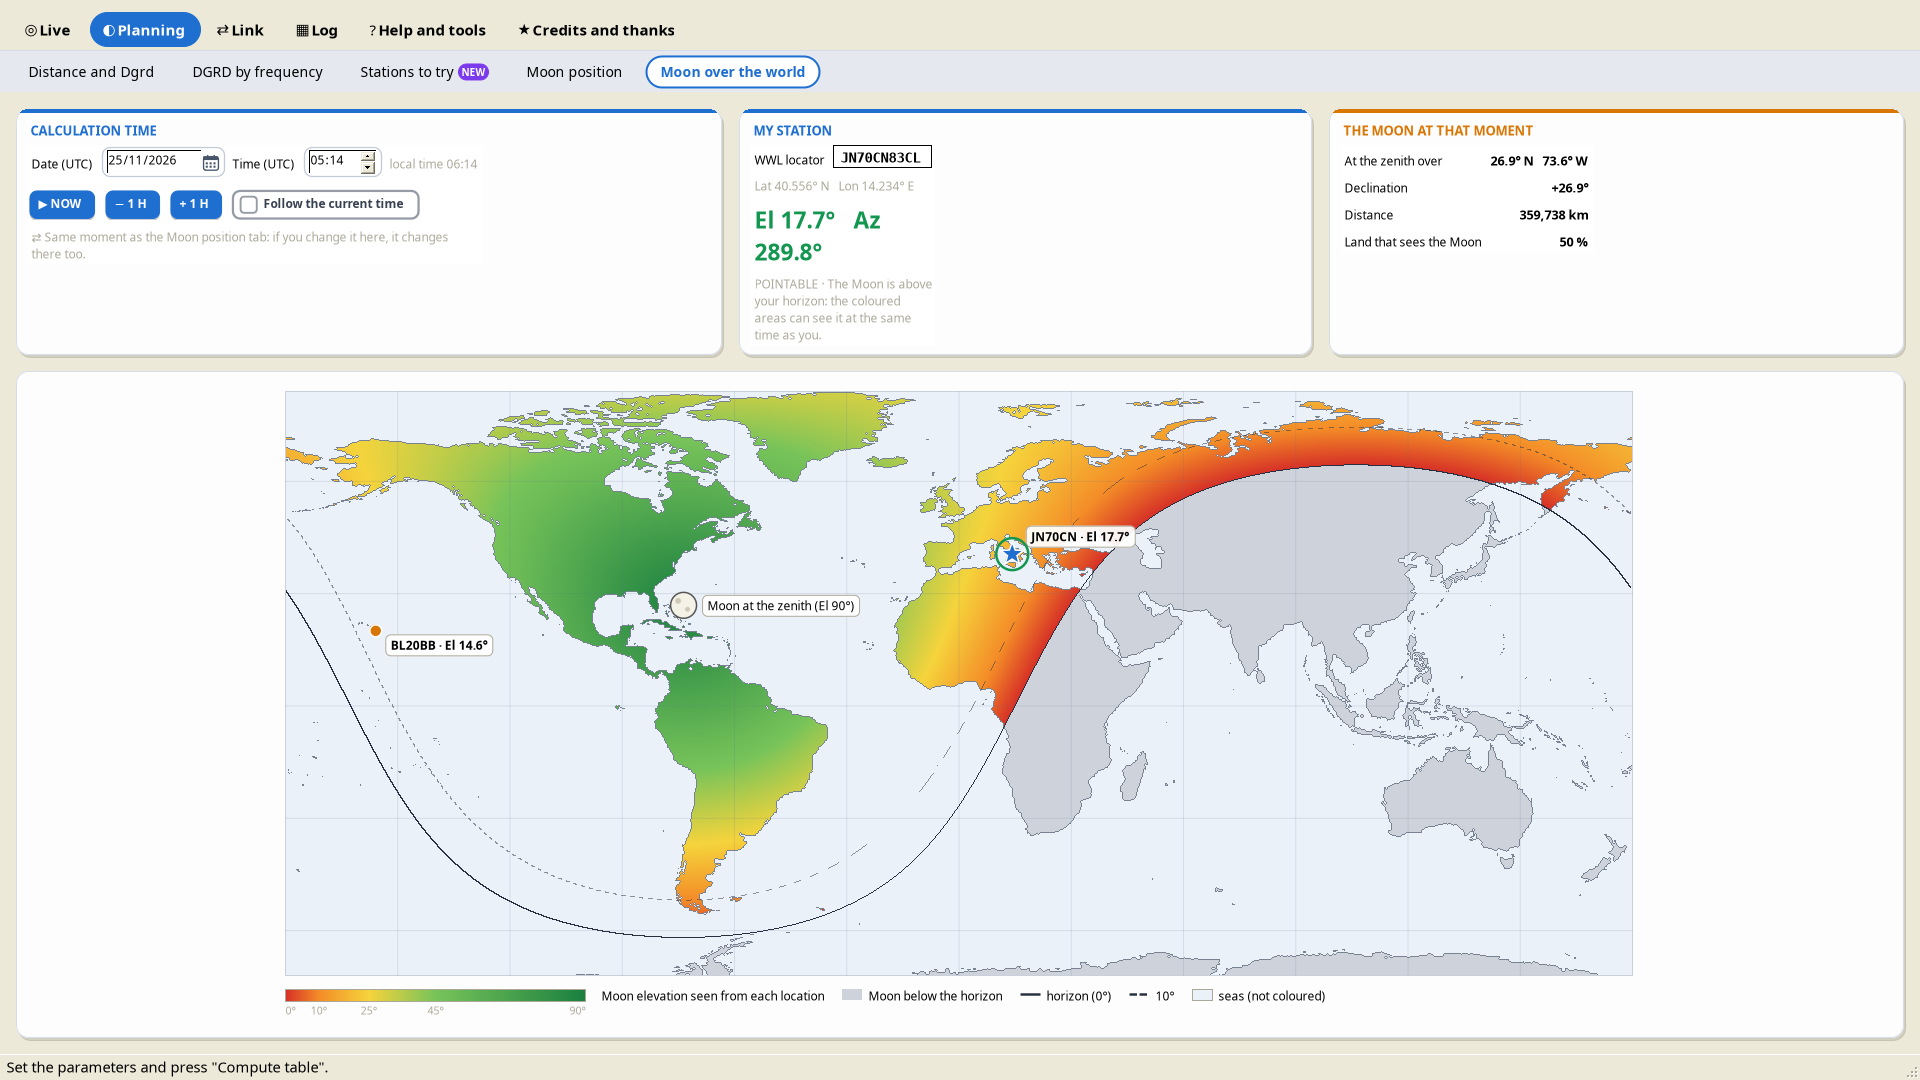 ◎ Live ◐ Planning ⇄ Link ▦ Log ? Help and tools ★ Credits and thanks
Distance and Dgrd DGRD by frequency Stations to try NEW Moon position Moon over the world
CALCULATION TIME
Date (UTC) 25/11/2026 Time (UTC) 05:14 local time 06:14
▶ NOW − 1 H + 1 H Follow the current time
⇄ Same moment as the Moon position tab: if you change it here, it changes
there too.
MY STATION
WWL locator JN70CN83CL
Lat 40.556° N Lon 14.234° E
El 17.7° Az
289.8°
POINTABLE · The Moon is above
your horizon: the coloured
areas can see it at the same
time as you.
THE MOON AT THAT MOMENT
At the zenith over 26.9° N 73.6° W
Declination +26.9°
Distance 359,738 km
Land that sees the Moon 50 %
JN70CN · El 17.7°
Moon at the zenith (El 90°)
BL20BB · El 14.6°
0° 10° 25° 45° 90°
Moon elevation seen from each location Moon below the horizon horizon (0°) 10° seas (not coloured)
Set the parameters and press "Compute table".